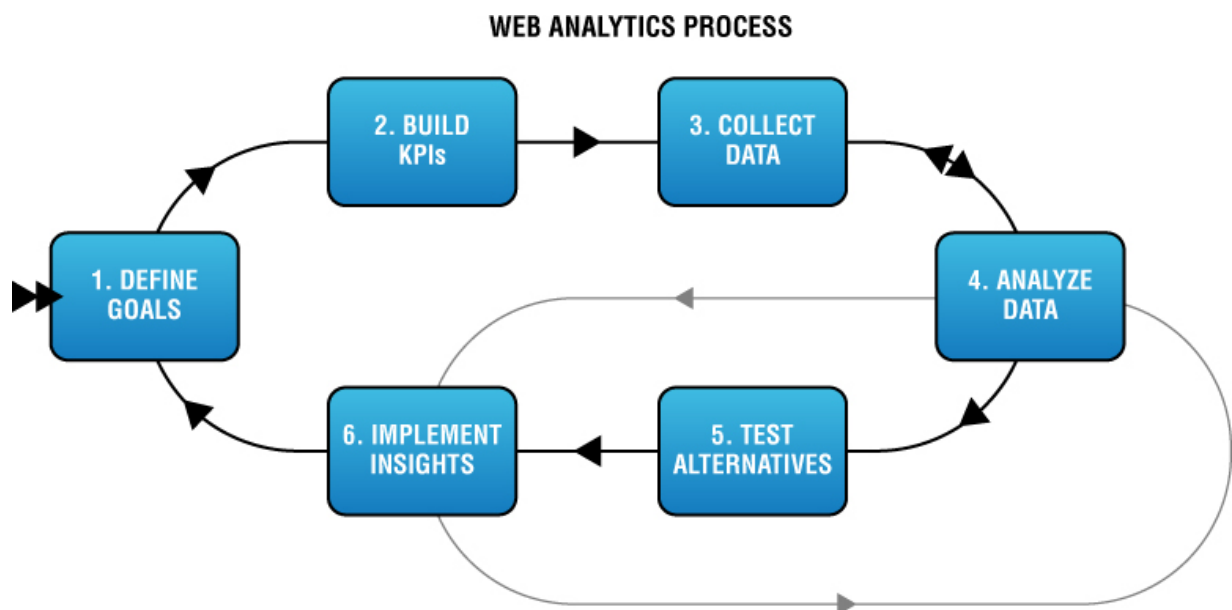 WEB ANALYTICS PROCESS
2. BUILD
KPIs
3. COLLECT
DATA
1. DEFINE
GOALS
4. ANALYZE
DATA
6. IMPLEMENT
INSIGHTS
5. TEST
ALTERNATIVES